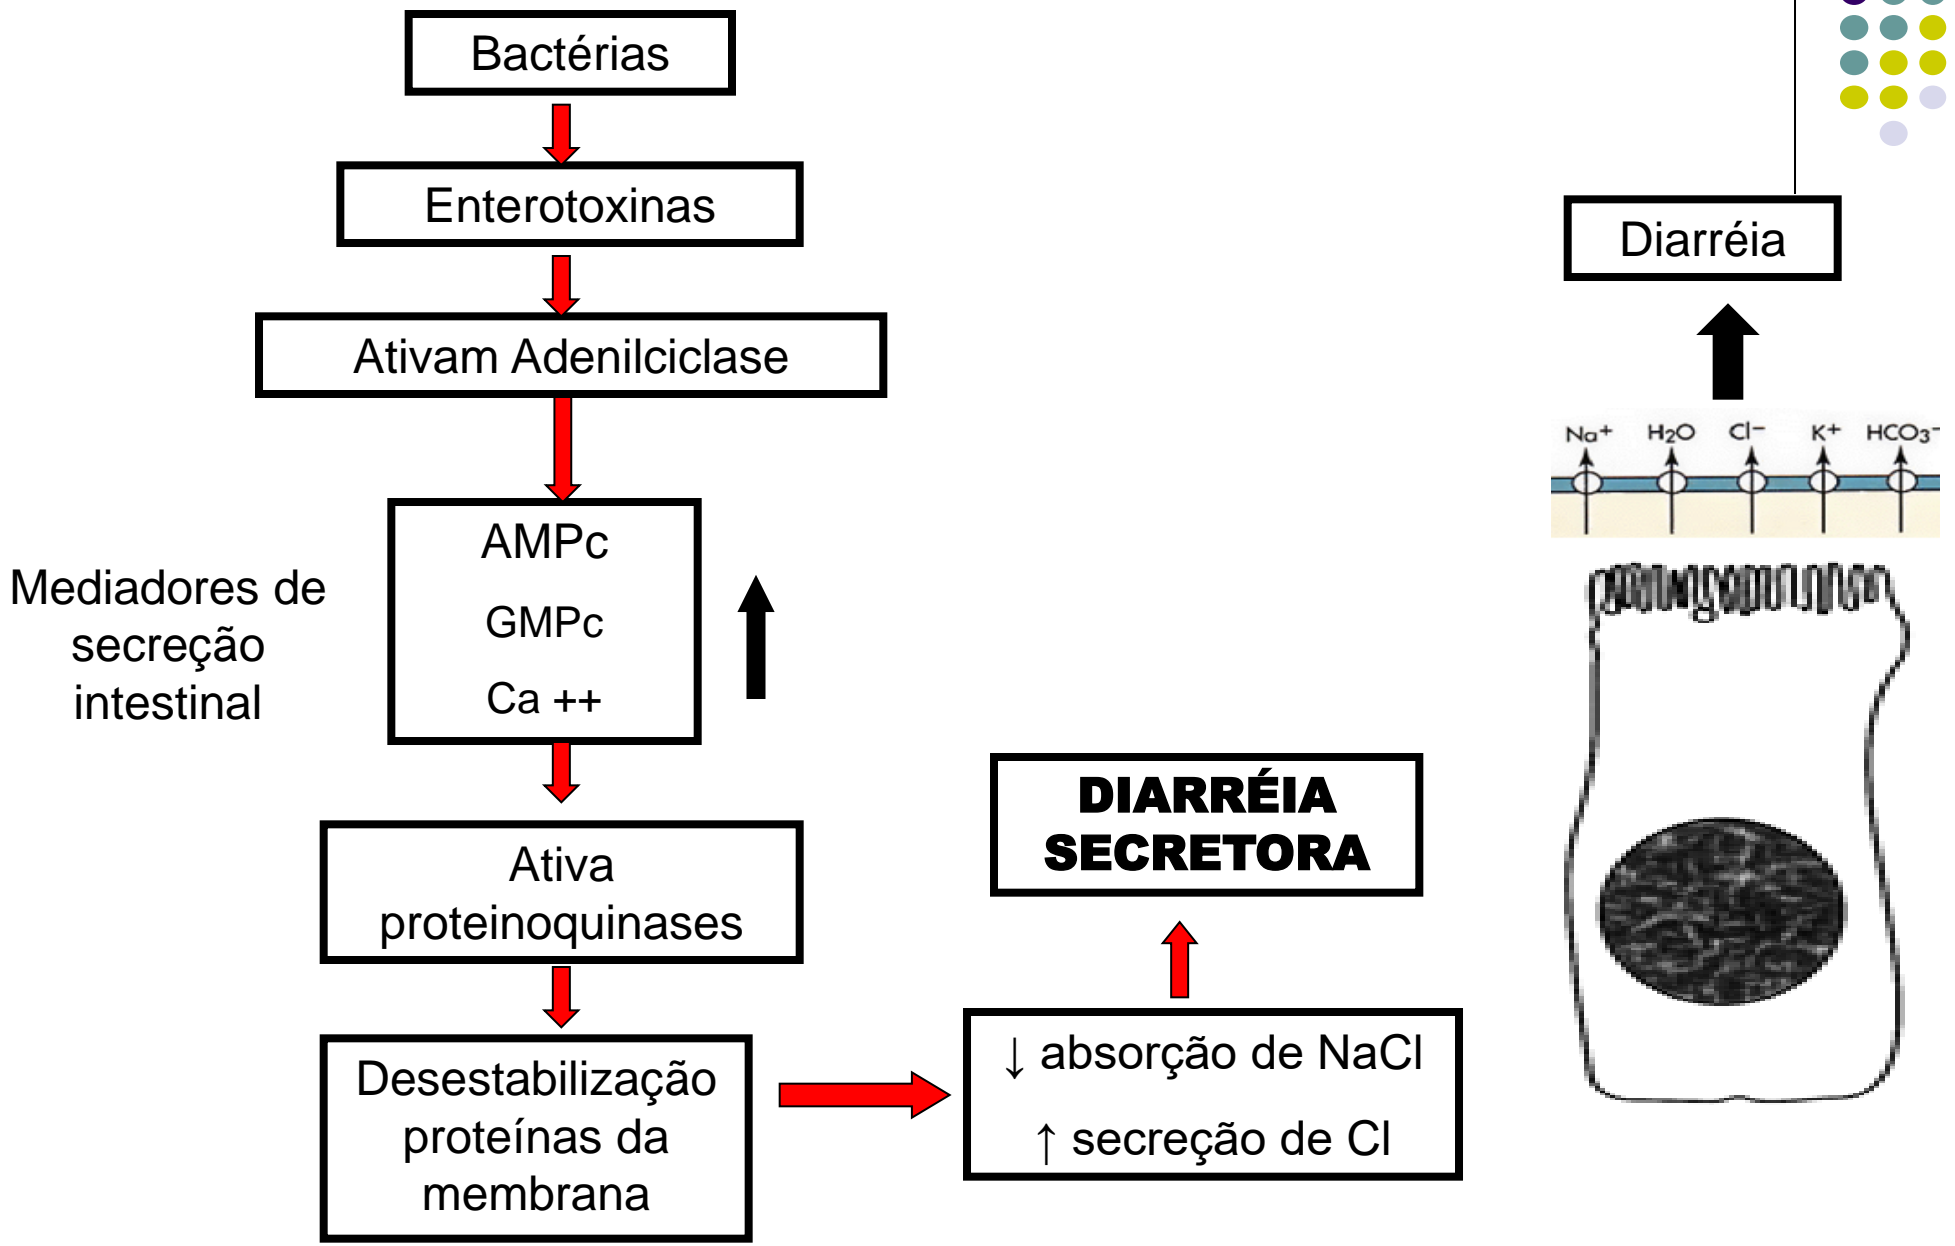 Bactérias
Enterotoxinas
Ativam Adenilciclase
AMPc
GMPc
Ca ++
Mediadores de
secreção
intestinal
Ativa
proteinoquinases
Desestabilização
proteínas da
membrana
↓ absorção de NaCl
↑ secreção de Cl
DIARRÉIA
SECRETORA
Diarréia
Na+ H2O Cl− K+ HCO3−